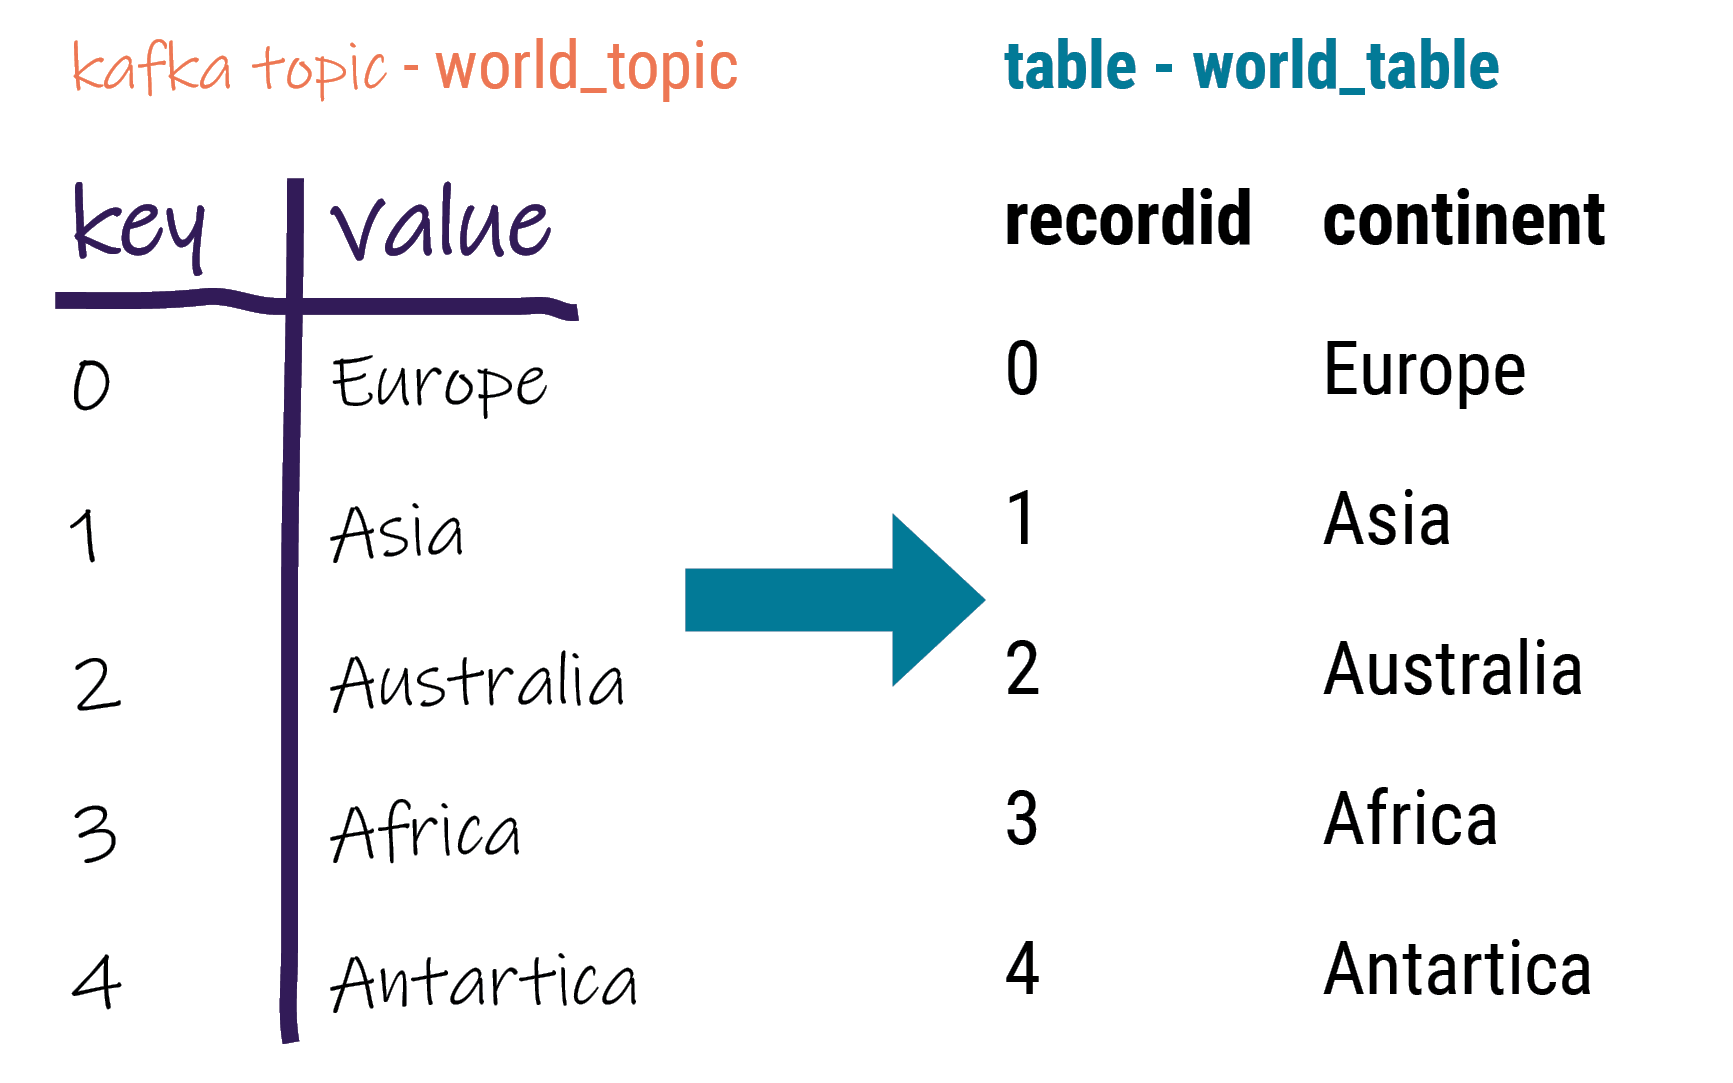 kafka topic - world_topic
key value
0 Europe
1 Asia
2 Australia
3 Africa
4 Antartica
table - world_table
recordid continent
0 Europe
1 Asia
2 Australia
3 Africa
4 Antartica